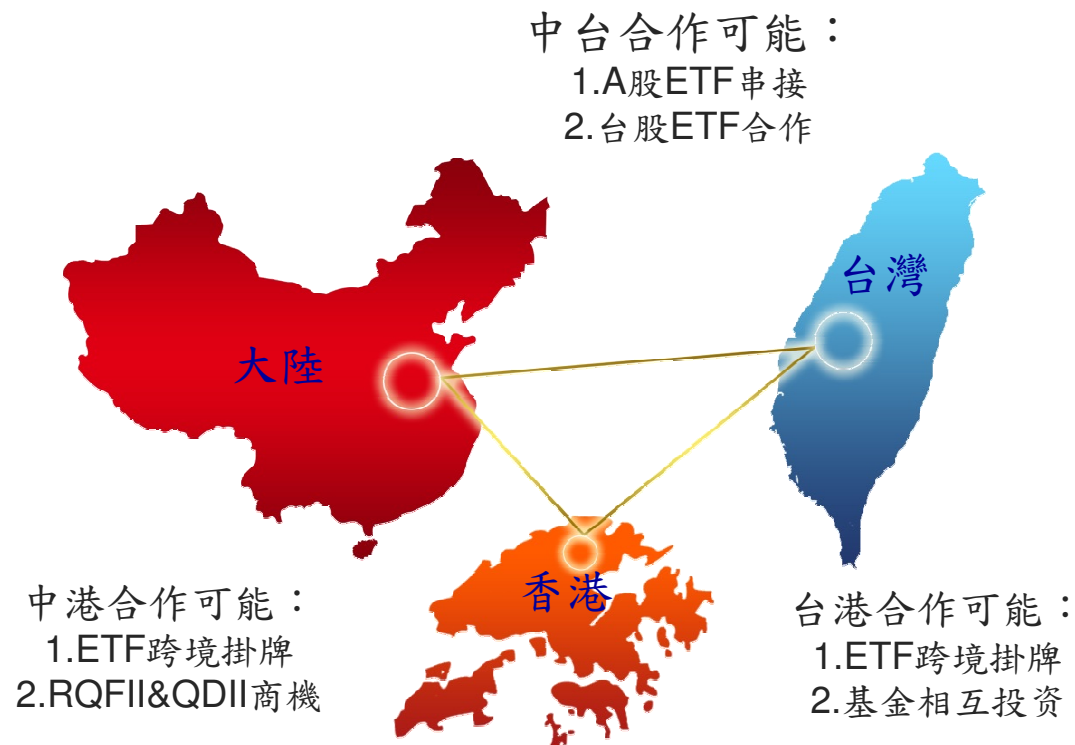 中台合作可能：
1.A股ETF串接
2.台股ETF合作
台灣
大陸
香港
中港合作可能：
1.ETF跨境掛牌
2.RQFII&QDII商機
台港合作可能：
1.ETF跨境掛牌
2.基金相互投资